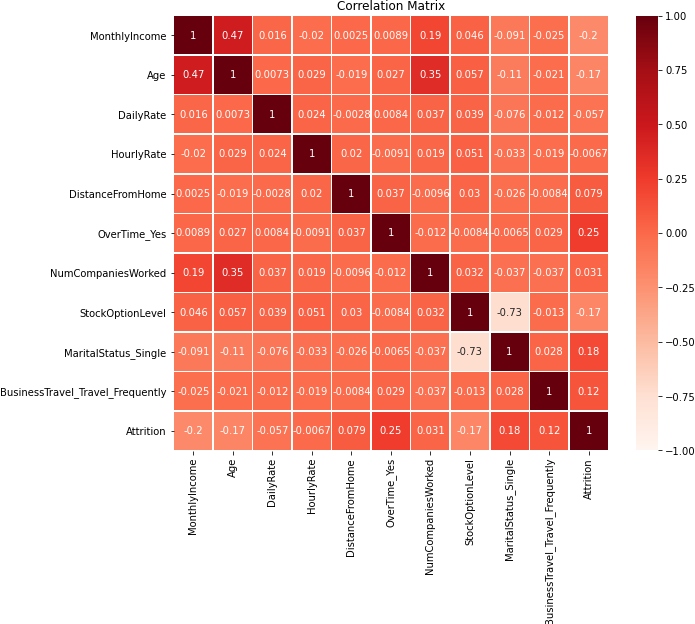 Correlation Matrix
MonthlyIncome 1 0.47 0.016 -0.02 0.0025 0.0089 0.19 0.046 -0.091 -0.025 -0.2
Age 0.47 1 0.0073 0.029 -0.019 0.027 0.35 0.057 -0.11 -0.021 -0.17
DailyRate 0.016 0.0073 1 0.024 -0.0028 0.0084 0.037 0.039 -0.076 -0.012 -0.057
HourlyRate -0.02 0.029 0.024 1 0.02 -0.0091 0.019 0.051 -0.033 -0.019 -0.0067
DistanceFromHome 0.0025 -0.019 -0.0028 0.02 1 0.037 -0.0096 0.03 -0.026 -0.0084 0.079
OverTime_Yes 0.0089 0.027 0.0084 -0.0091 0.037 1 -0.012 -0.0084 -0.0065 0.029 0.25
NumCompaniesWorked 0.19 0.35 0.037 0.019 -0.0096 -0.012 1 0.032 -0.037 -0.037 0.031
StockOptionLevel 0.046 0.057 0.039 0.051 0.03 -0.0084 0.032 1 -0.73 -0.013 -0.17
MaritalStatus_Single -0.091 -0.11 -0.076 -0.033 -0.026 -0.0065 -0.037 -0.73 1 0.028 0.18
BusinessTravel_Travel_Frequently -0.025 -0.021 -0.012 -0.019 -0.0084 0.029 -0.037 -0.013 0.028 1 0.12
Attrition -0.2 -0.17 -0.057 -0.0067 0.079 0.25 0.031 -0.17 0.18 0.12 1
MonthlyIncome
Age
DailyRate
HourlyRate
DistanceFromHome
OverTime_Yes
NumCompaniesWorked
StockOptionLevel
MaritalStatus_Single
BusinessTravel_Travel_Frequently
Attrition
1.00
0.75
0.50
0.25
0.00
-0.25
-0.50
-0.75
-1.00